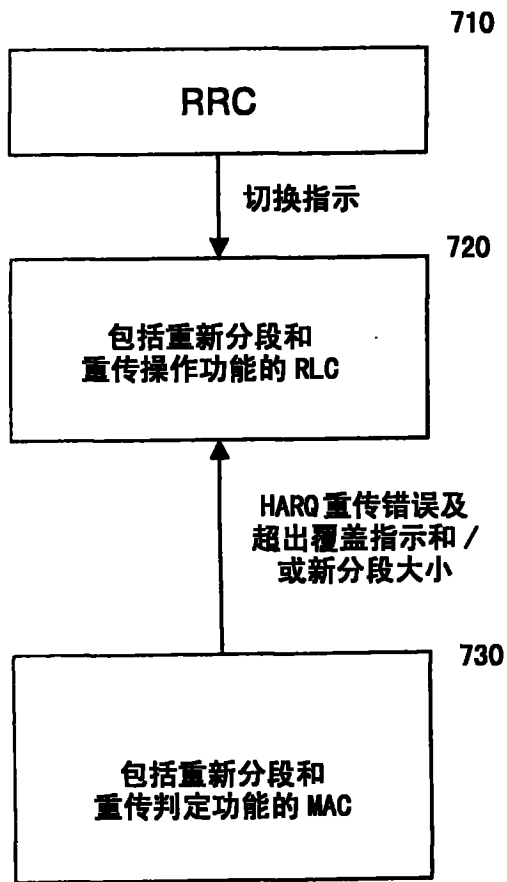 710
RRC
切换指示
720
包括重新分段和
重传操作功能的 RLC
HARQ 重传错误及
超出覆盖指示和 /
或新分段大小
730
包括重新分段和
重传判定功能的 MAC